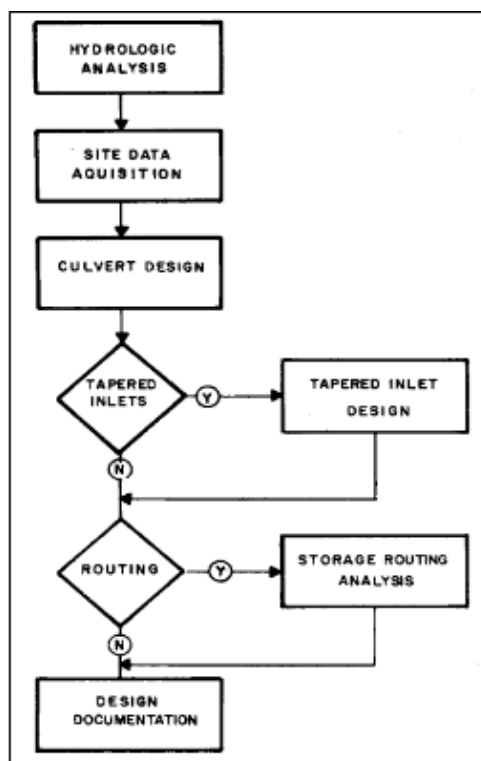 HYDROLOGIC
ANALYSIS
SITE DATA
AQUISITION
CULVERT DESIGN
TAPERED
INLETS
Y
TAPERED INLET
DESIGN
N
ROUTING
Y
STORAGE ROUTING
ANALYSIS
N
DESIGN
DOCUMENTATION